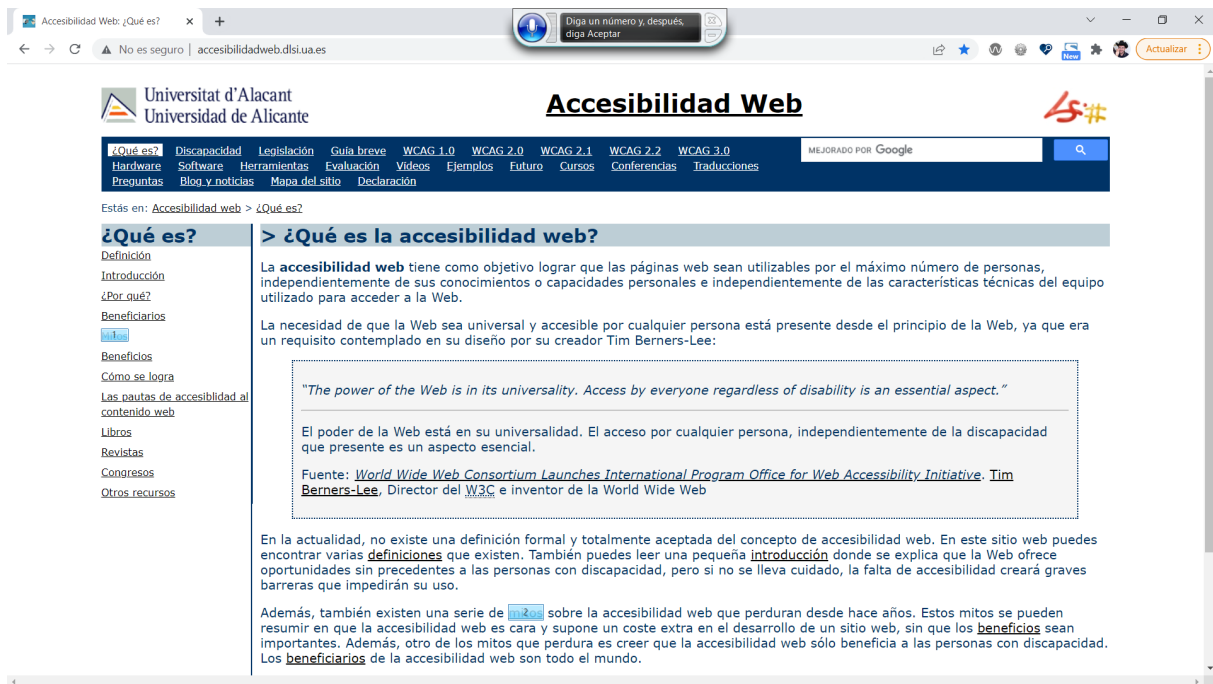 Accesibilidad Web: ¿Qué es?
Diga un número y, después,
diga Aceptar
No es seguro | accesibilidadweb.dlsi.ua.es
New
Actualizar
Universitat d'Alacant
Universidad de Alicante
Accesibilidad Web
¿Qué es? Discapacidad Legislación Guía breve WCAG 1.0 WCAG 2.0 WCAG 2.1 WCAG 2.2 WCAG 3.0
Hardware Software Herramientas Evaluación Vídeos Ejemplos Futuro Cursos Conferencias Traducciones
Preguntas Blog y noticias Mapa del sitio Declaración
MEJORADO POR Google
Estás en: Accesibilidad web > ¿Qué es?
¿Qué es?
Definición
Introducción
¿Por qué?
Beneficiarios
Mitos 1
Beneficios
Cómo se logra
Las pautas de accesiblidad al
contenido web
Libros
Revistas
Congresos
Otros recursos
> ¿Qué es la accesibilidad web?
La accesibilidad web tiene como objetivo lograr que las páginas web sean utilizables por el máximo número de personas,
independientemente de sus conocimientos o capacidades personales e independientemente de las características técnicas del equipo
utilizado para acceder a la Web.
La necesidad de que la Web sea universal y accesible por cualquier persona está presente desde el principio de la Web, ya que era
un requisito contemplado en su diseño por su creador Tim Berners-Lee:
"The power of the Web is in its universality. Access by everyone regardless of disability is an essential aspect."
El poder de la Web está en su universalidad. El acceso por cualquier persona, independientemente de la discapacidad
que presente es un aspecto esencial.
Fuente: World Wide Web Consortium Launches International Program Office for Web Accessibility Initiative. Tim
Berners-Lee, Director del W3C e inventor de la World Wide Web
En la actualidad, no existe una definición formal y totalmente aceptada del concepto de accesibilidad web. En este sitio web puedes
encontrar varias definiciones que existen. También puedes leer una pequeña introducción donde se explica que la Web ofrece
oportunidades sin precedentes a las personas con discapacidad, pero si no se lleva cuidado, la falta de accesibilidad creará graves
barreras que impedirán su uso.
Además, también existen una serie de mitos 2 sobre la accesibilidad web que perduran desde hace años. Estos mitos se pueden
resumir en que la accesibilidad web es cara y supone un coste extra en el desarrollo de un sitio web, sin que los beneficios sean
importantes. Además, otro de los mitos que perdura es creer que la accesibilidad web sólo beneficia a las personas con discapacidad.
Los beneficiarios de la accesibilidad web son todo el mundo.